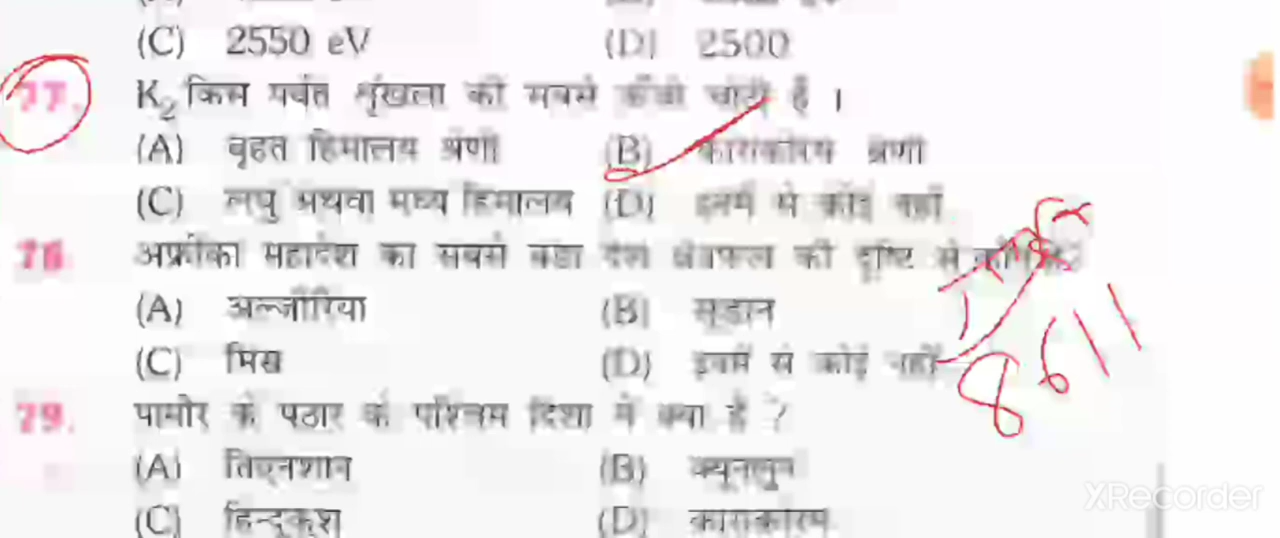 (C) 2550 eV (D) 2500
77. K₂ किस पर्वत शृंखला की सबसे ऊँची चोटी है ।
(A) बृहत हिमालय श्रेणी (B) काराकोरम श्रेणी
(C) लघु अथवा मध्य हिमालय (D) इनमें से कोई नहीं
78. अफ्रीका महादेश का सबसे बड़ा देश क्षेत्रफल की दृष्टि से
(A) अल्जीरिया (B) सूडान
(C) मिस्र (D) इनमें से कोई नहीं
8611
79. पामीर के पठार के पश्चिम दिशा में क्या है ?
(A) तिएनशान (B) क्यूनलुन
(C) हिन्दुकुश (D) काराकोरम
XRecorder